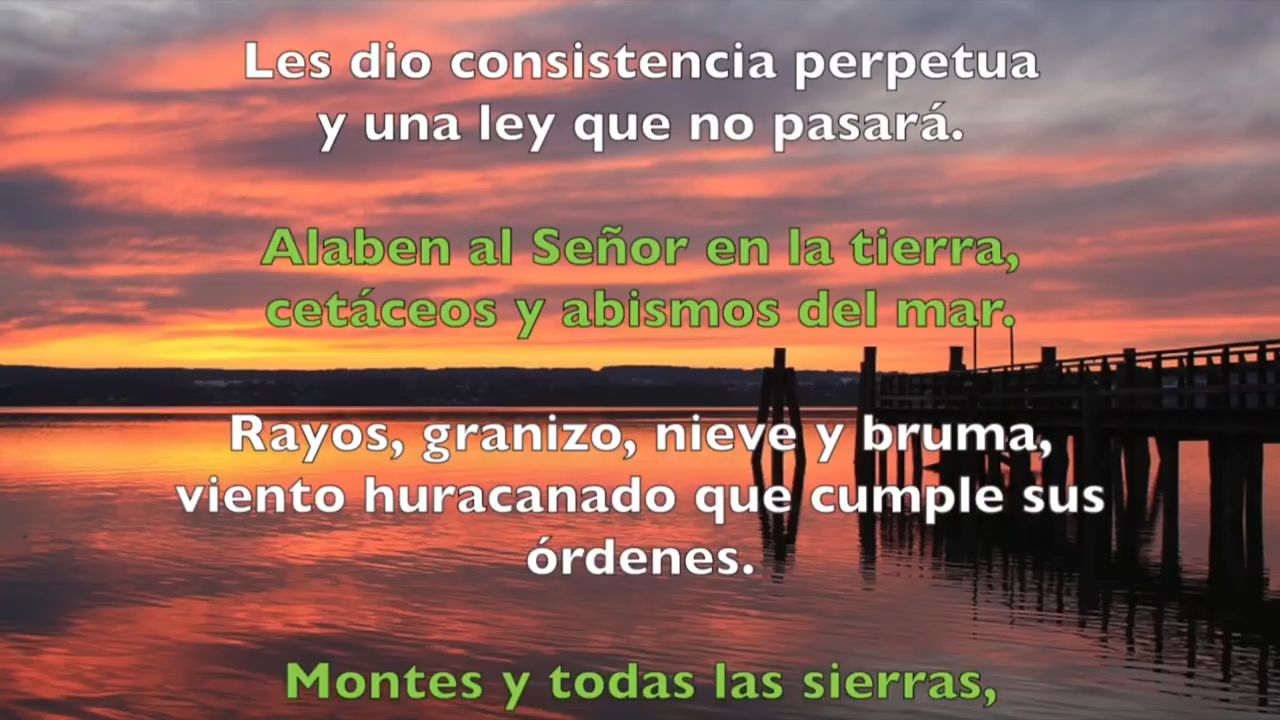 Les dio consistencia perpetua
y una ley que no pasará.
Alaben al Señor en la tierra,
cetáceos y abismos del mar.
Rayos, granizo, nieve y bruma,
viento huracanado que cumple sus
órdenes.
Montes y todas las sierras,